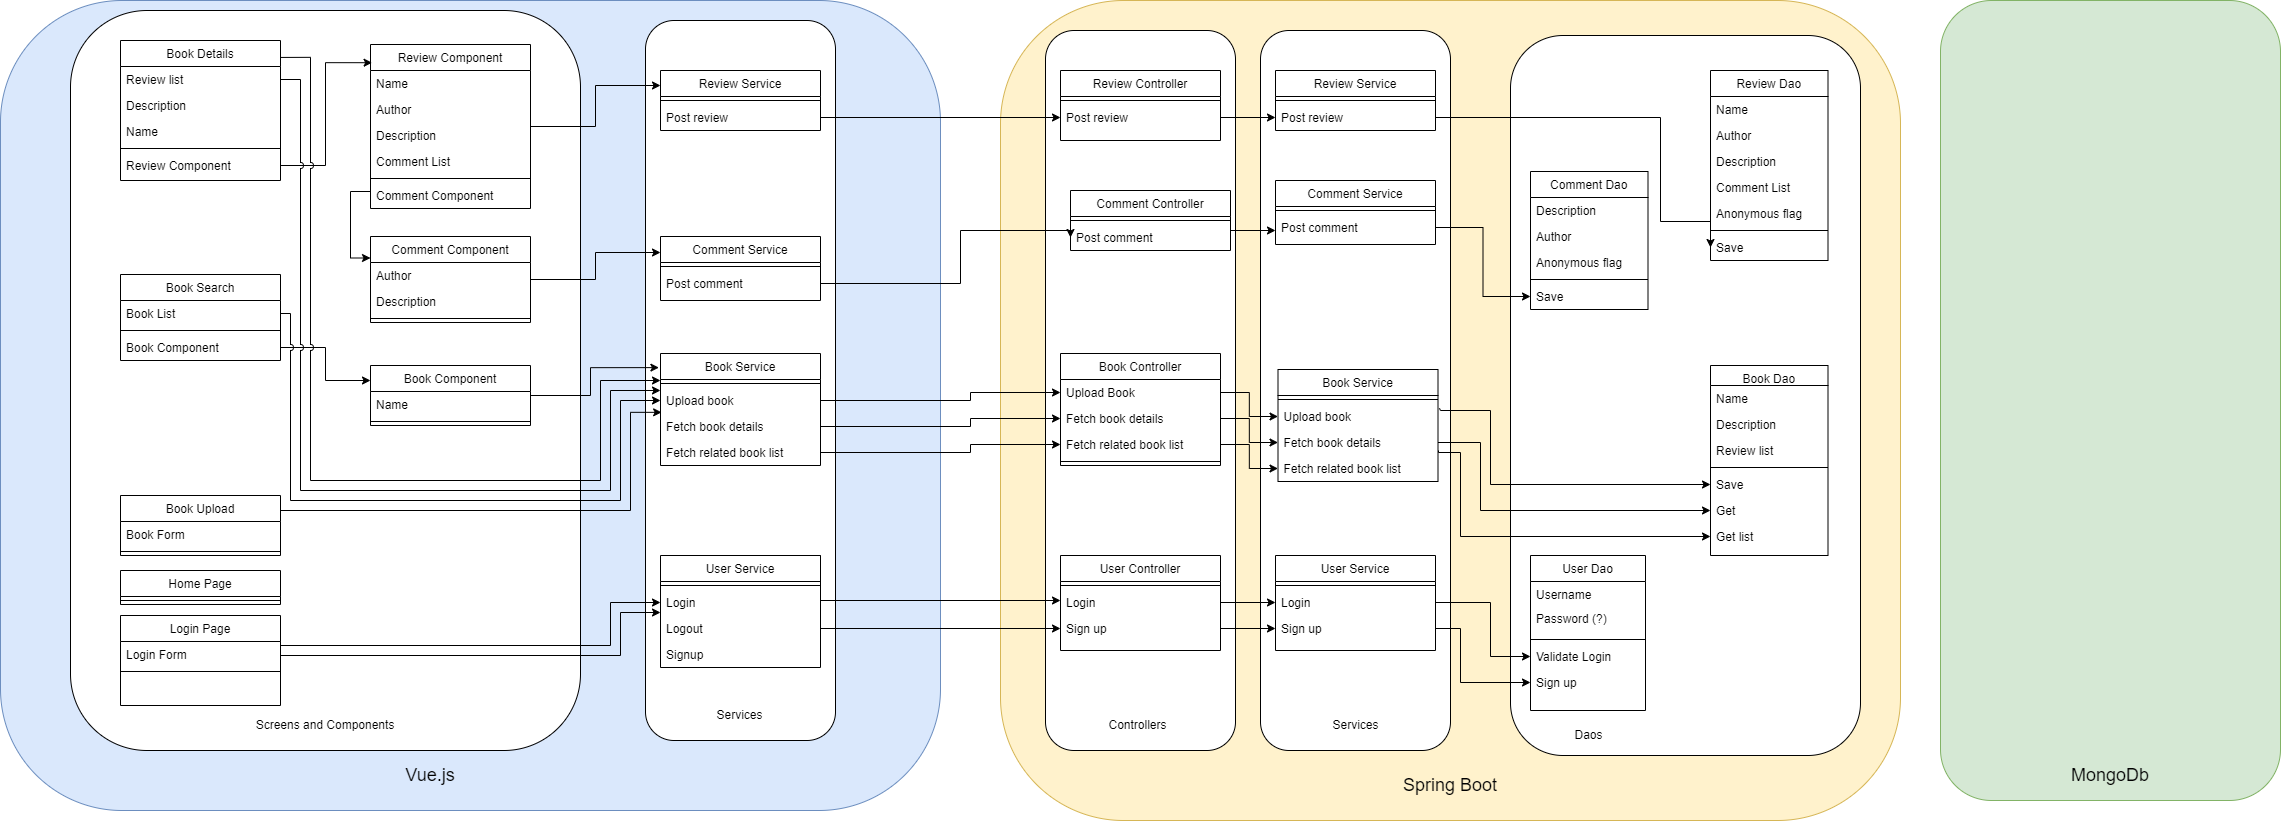 Book Details
Review list
Description
Name
Review Component
Book Search
Book List
Book Component
Book Upload
Book Form
Home Page
Login Page
Login Form
Review Component
Name
Author
Description
Comment List
Comment Component
Comment Component
Author
Description
Book Component
Name
Screens and Components
Review Service
Post review
Comment Service
Post comment
Book Service
Upload book
Fetch book details
Fetch related book list
User Service
Login
Logout
Signup
Services
Vue.js
Review Controller
Post review
Comment Controller
Post comment
Book Controller
Upload Book
Fetch book details
Fetch related book list
User Controller
Login
Sign up
Controllers
Review Service
Post review
Comment Service
Post comment
Book Service
Upload book
Fetch book details
Fetch related book list
User Service
Login
Sign up
Services
Comment Dao
Description
Author
Anonymous flag
Save
Review Dao
Name
Author
Description
Comment List
Anonymous flag
Save
Book Dao
Name
Description
Review list
Save
Get
Get list
User Dao
Username
Password (?)
Validate Login
Sign up
Daos
Spring Boot
MongoDb